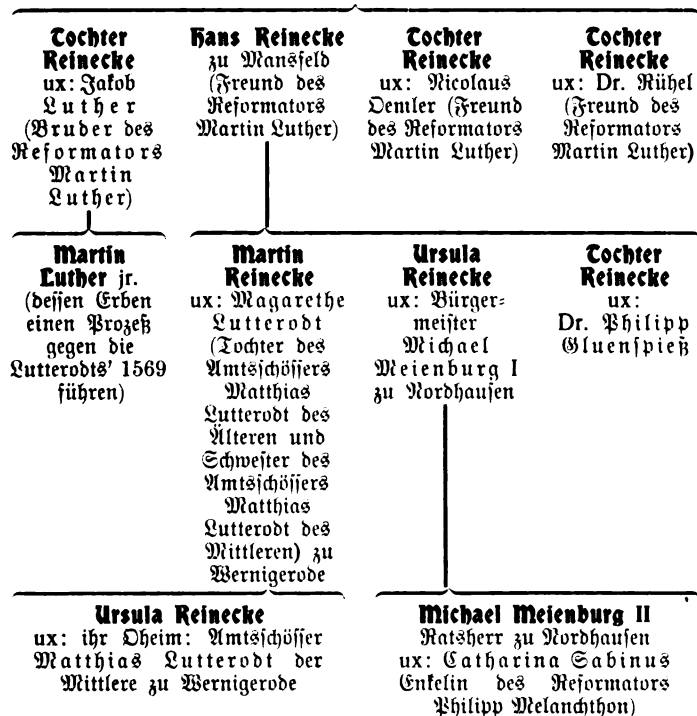 Tochter
Reinecke
ux: Jakob
Luther
(Bruder des
Reformators
Martin
Luther)
Hans Reinecke
zu Mansfeld
(Freund des
Reformators
Martin Luther)
Tochter
Reinecke
ux: Nicolaus
Oemler (Freund
des Reformators
Martin Luther)
Tochter
Reinecke
ux: Dr. Rühel
(Freund des
Reformators
Martin Luther)
Martin
Luther jr.
(dessen Erben
einen Prozeß
gegen die
Lutterodts' 1569
führen)
Martin
Reinecke
ux: Magarethe
Lutterodt
(Tochter des
Amtsschössers
Matthias
Lutterodt des
Älteren und
Schwester des
Amtsschössers
Matthias
Lutterodt des
Mittleren) zu
Wernigerode
Ursula
Reinecke
ux: Bürger-
meister
Michael
Meienburg I
zu Nordhausen
Tochter
Reinecke
ux:
Dr. Philipp
Gluenspieß
Ursula Reinecke
ux: ihr Oheim: Amtsschösser
Matthias Lutterodt der
Mittlere zu Wernigerode
Michael Meienburg II
Ratsherr zu Nordhausen
ux: Catharina Sabinus
Enkelin des Reformators
Philipp Melanchthon)